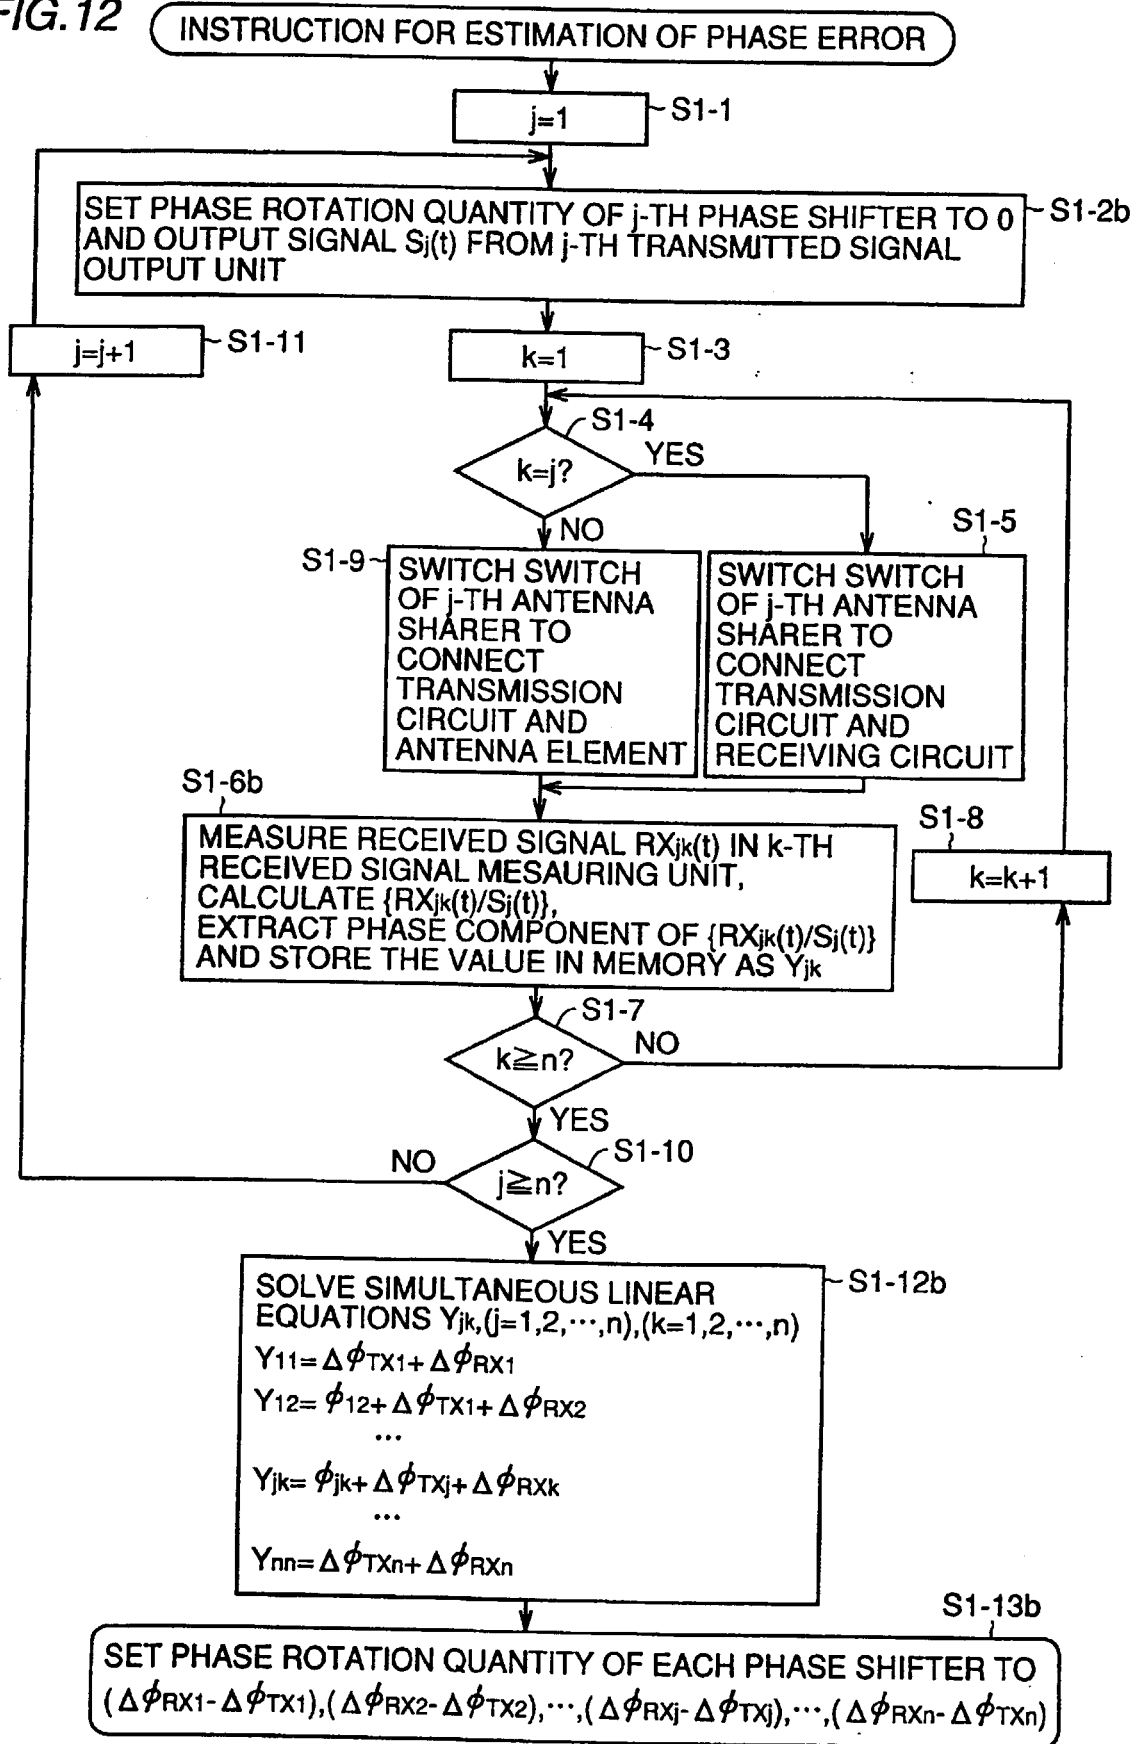 FIG.12
INSTRUCTION FOR ESTIMATION OF PHASE ERROR
j=1
S1-1
SET PHASE ROTATION QUANTITY OF j-TH PHASE SHIFTER TO 0
AND OUTPUT SIGNAL Sj(t) FROM j-TH TRANSMITTED SIGNAL
OUTPUT UNIT
S1-2b
j=j+1
S1-11
k=1
S1-3
S1-4
k=j?
YES
NO
S1-9
SWITCH SWITCH
OF j-TH ANTENNA
SHARER TO
CONNECT
TRANSMISSION
CIRCUIT AND
ANTENNA ELEMENT
S1-5
SWITCH SWITCH
OF j-TH ANTENNA
SHARER TO
CONNECT
TRANSMISSION
CIRCUIT AND
RECEIVING CIRCUIT
S1-6b
MEASURE RECEIVED SIGNAL RXjk(t) IN k-TH
RECEIVED SIGNAL MESAURING UNIT,
CALCULATE {RXjk(t)/Sj(t)},
EXTRACT PHASE COMPONENT OF {RXjk(t)/Sj(t)}
AND STORE THE VALUE IN MEMORY AS Yjk
S1-8
k=k+1
S1-7
k≧n?
NO
YES
S1-10
j≧n?
NO
YES
S1-12b
SOLVE SIMULTANEOUS LINEAR
EQUATIONS Yjk,(j=1,2,⋯,n),(k=1,2,⋯,n)
Y11=ΔϕTX1+ΔϕRX1
Y12=ϕ12+ΔϕTX1+ΔϕRX2
⋯
Yjk=ϕjk+ΔϕTXj+ΔϕRXk
⋯
Ynn=ΔϕTXn+ΔϕRXn
S1-13b
SET PHASE ROTATION QUANTITY OF EACH PHASE SHIFTER TO
(ΔϕRX1-ΔϕTX1),(ΔϕRX2-ΔϕTX2),⋯,(ΔϕRXj-ΔϕTXj),⋯,(ΔϕRXn-ΔϕTXn)